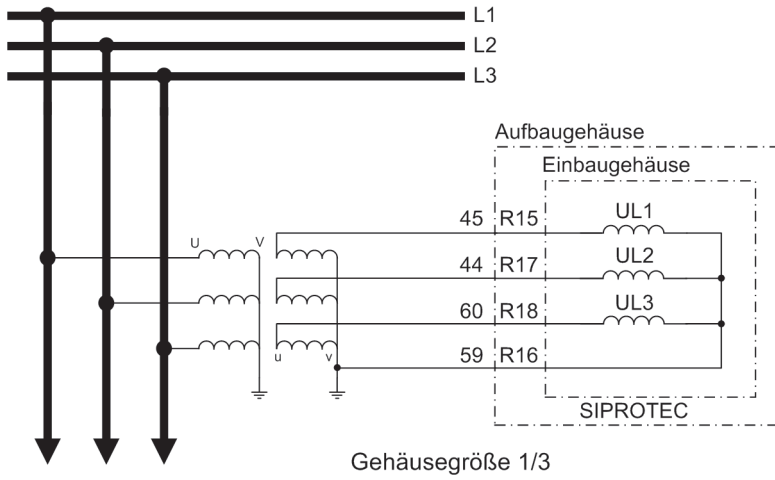 L1
L2
L3
Aufbaugehäuse
Einbaugehäuse
U V
45 R15 UL1
44 R17 UL2
60 R18 UL3
u v
59 R16
SIPROTEC
Gehäusegröße 1/3